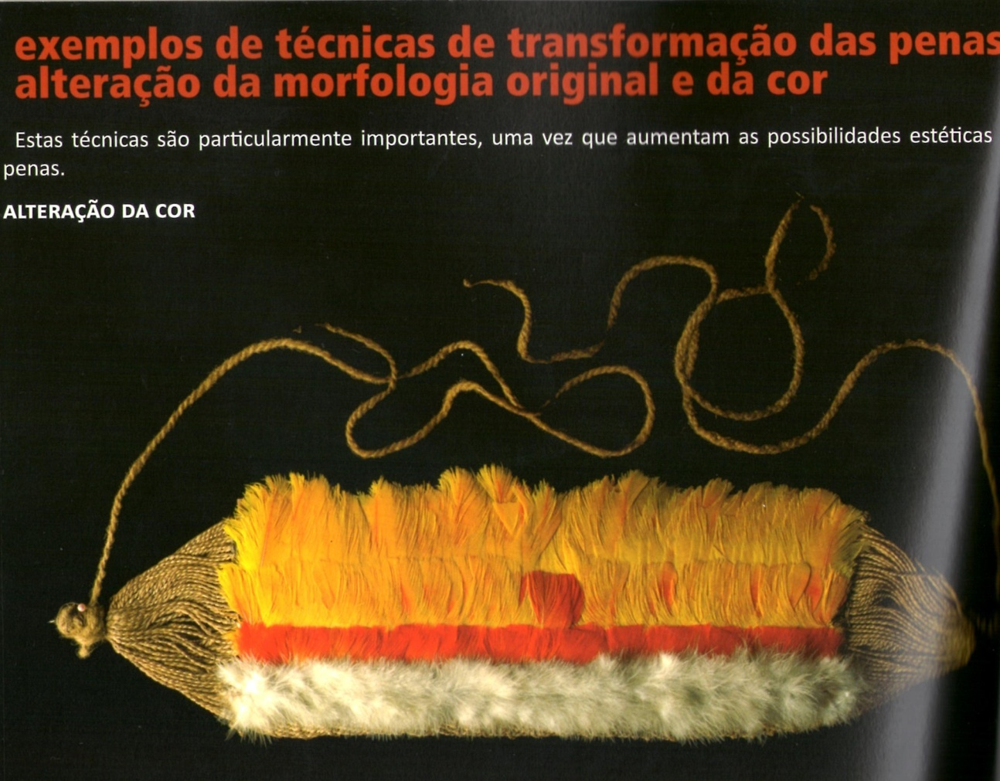 exemplos de técnicas de transformação das penas
alteração da morfologia original e da cor
Estas técnicas são particularmente importantes, uma vez que aumentam as possibilidades estéticas
penas.
ALTERAÇÃO DA COR